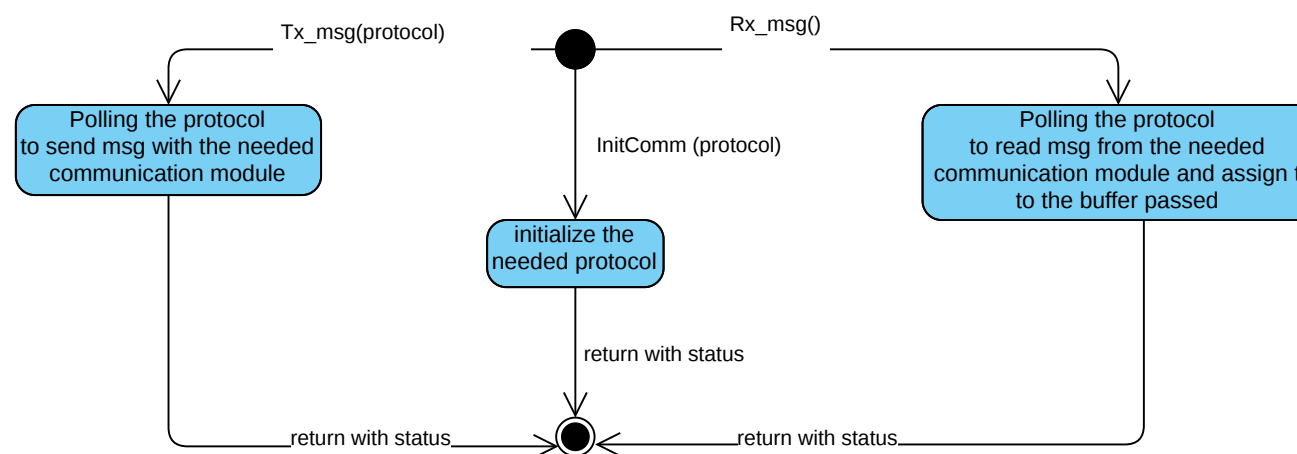 Tx_msg(protocol)
Rx_msg()
Polling the protocol
to send msg with the needed
communication module
InitComm (protocol)
Polling the protocol
to read msg from the needed
communication module and assign
to the buffer passed
initialize the
needed protocol
return with status
return with status
return with status